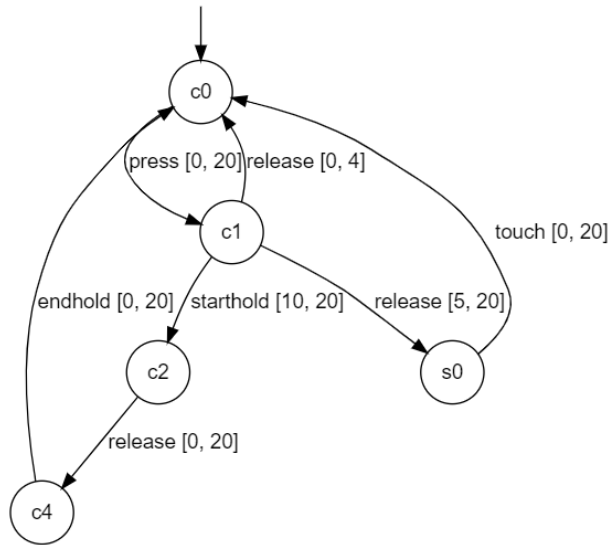 c0
press [0, 20]
release [0, 4]
c1
touch [0, 20]
endhold [0, 20]
starthold [10, 20]
release [5, 20]
c2
s0
release [0, 20]
c4